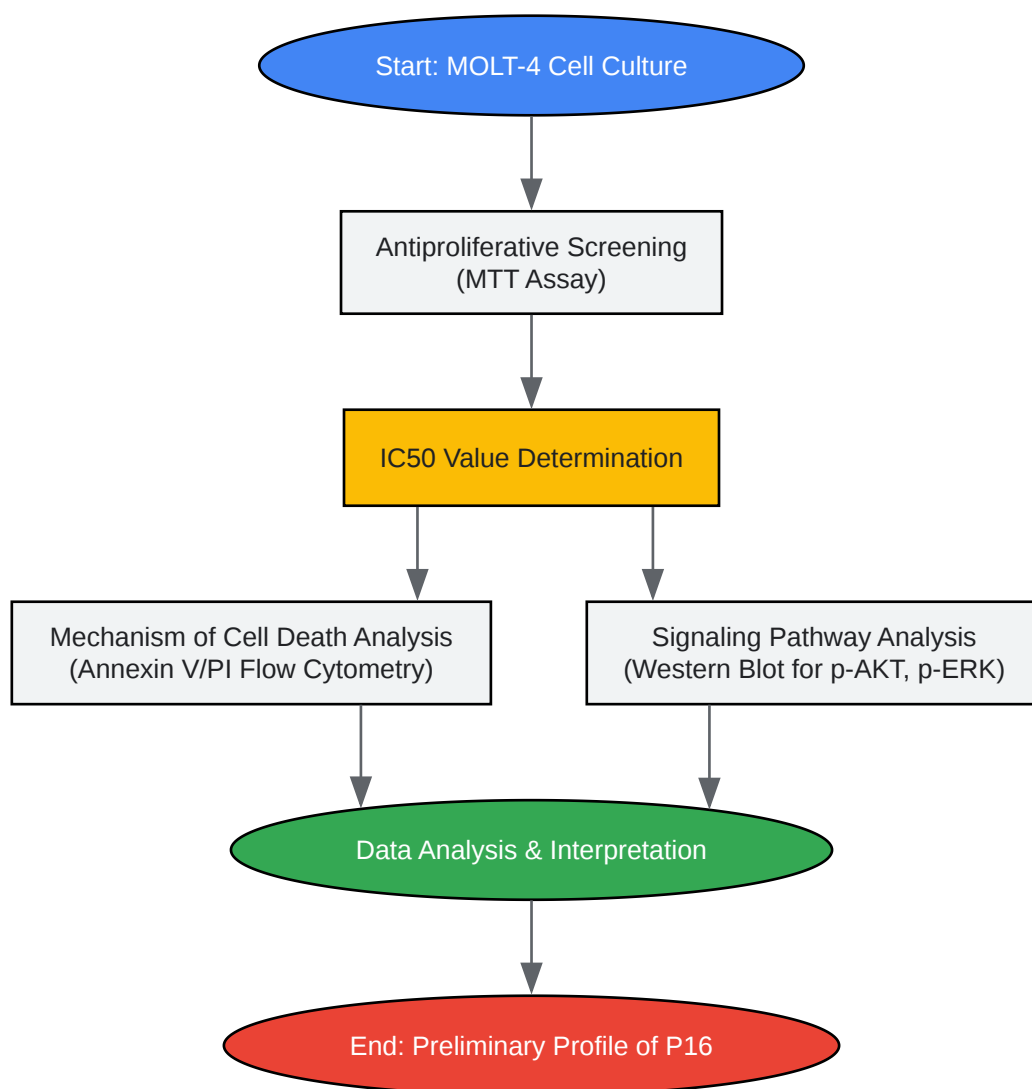 Start: MOLT-4 Cell Culture
Antiproliferative Screening
(MTT Assay)
IC50 Value Determination
Mechanism of Cell Death Analysis
(Annexin V/PI Flow Cytometry)
Signaling Pathway Analysis
(Western Blot for p-AKT, p-ERK)
Data Analysis & Interpretation
End: Preliminary Profile of P16